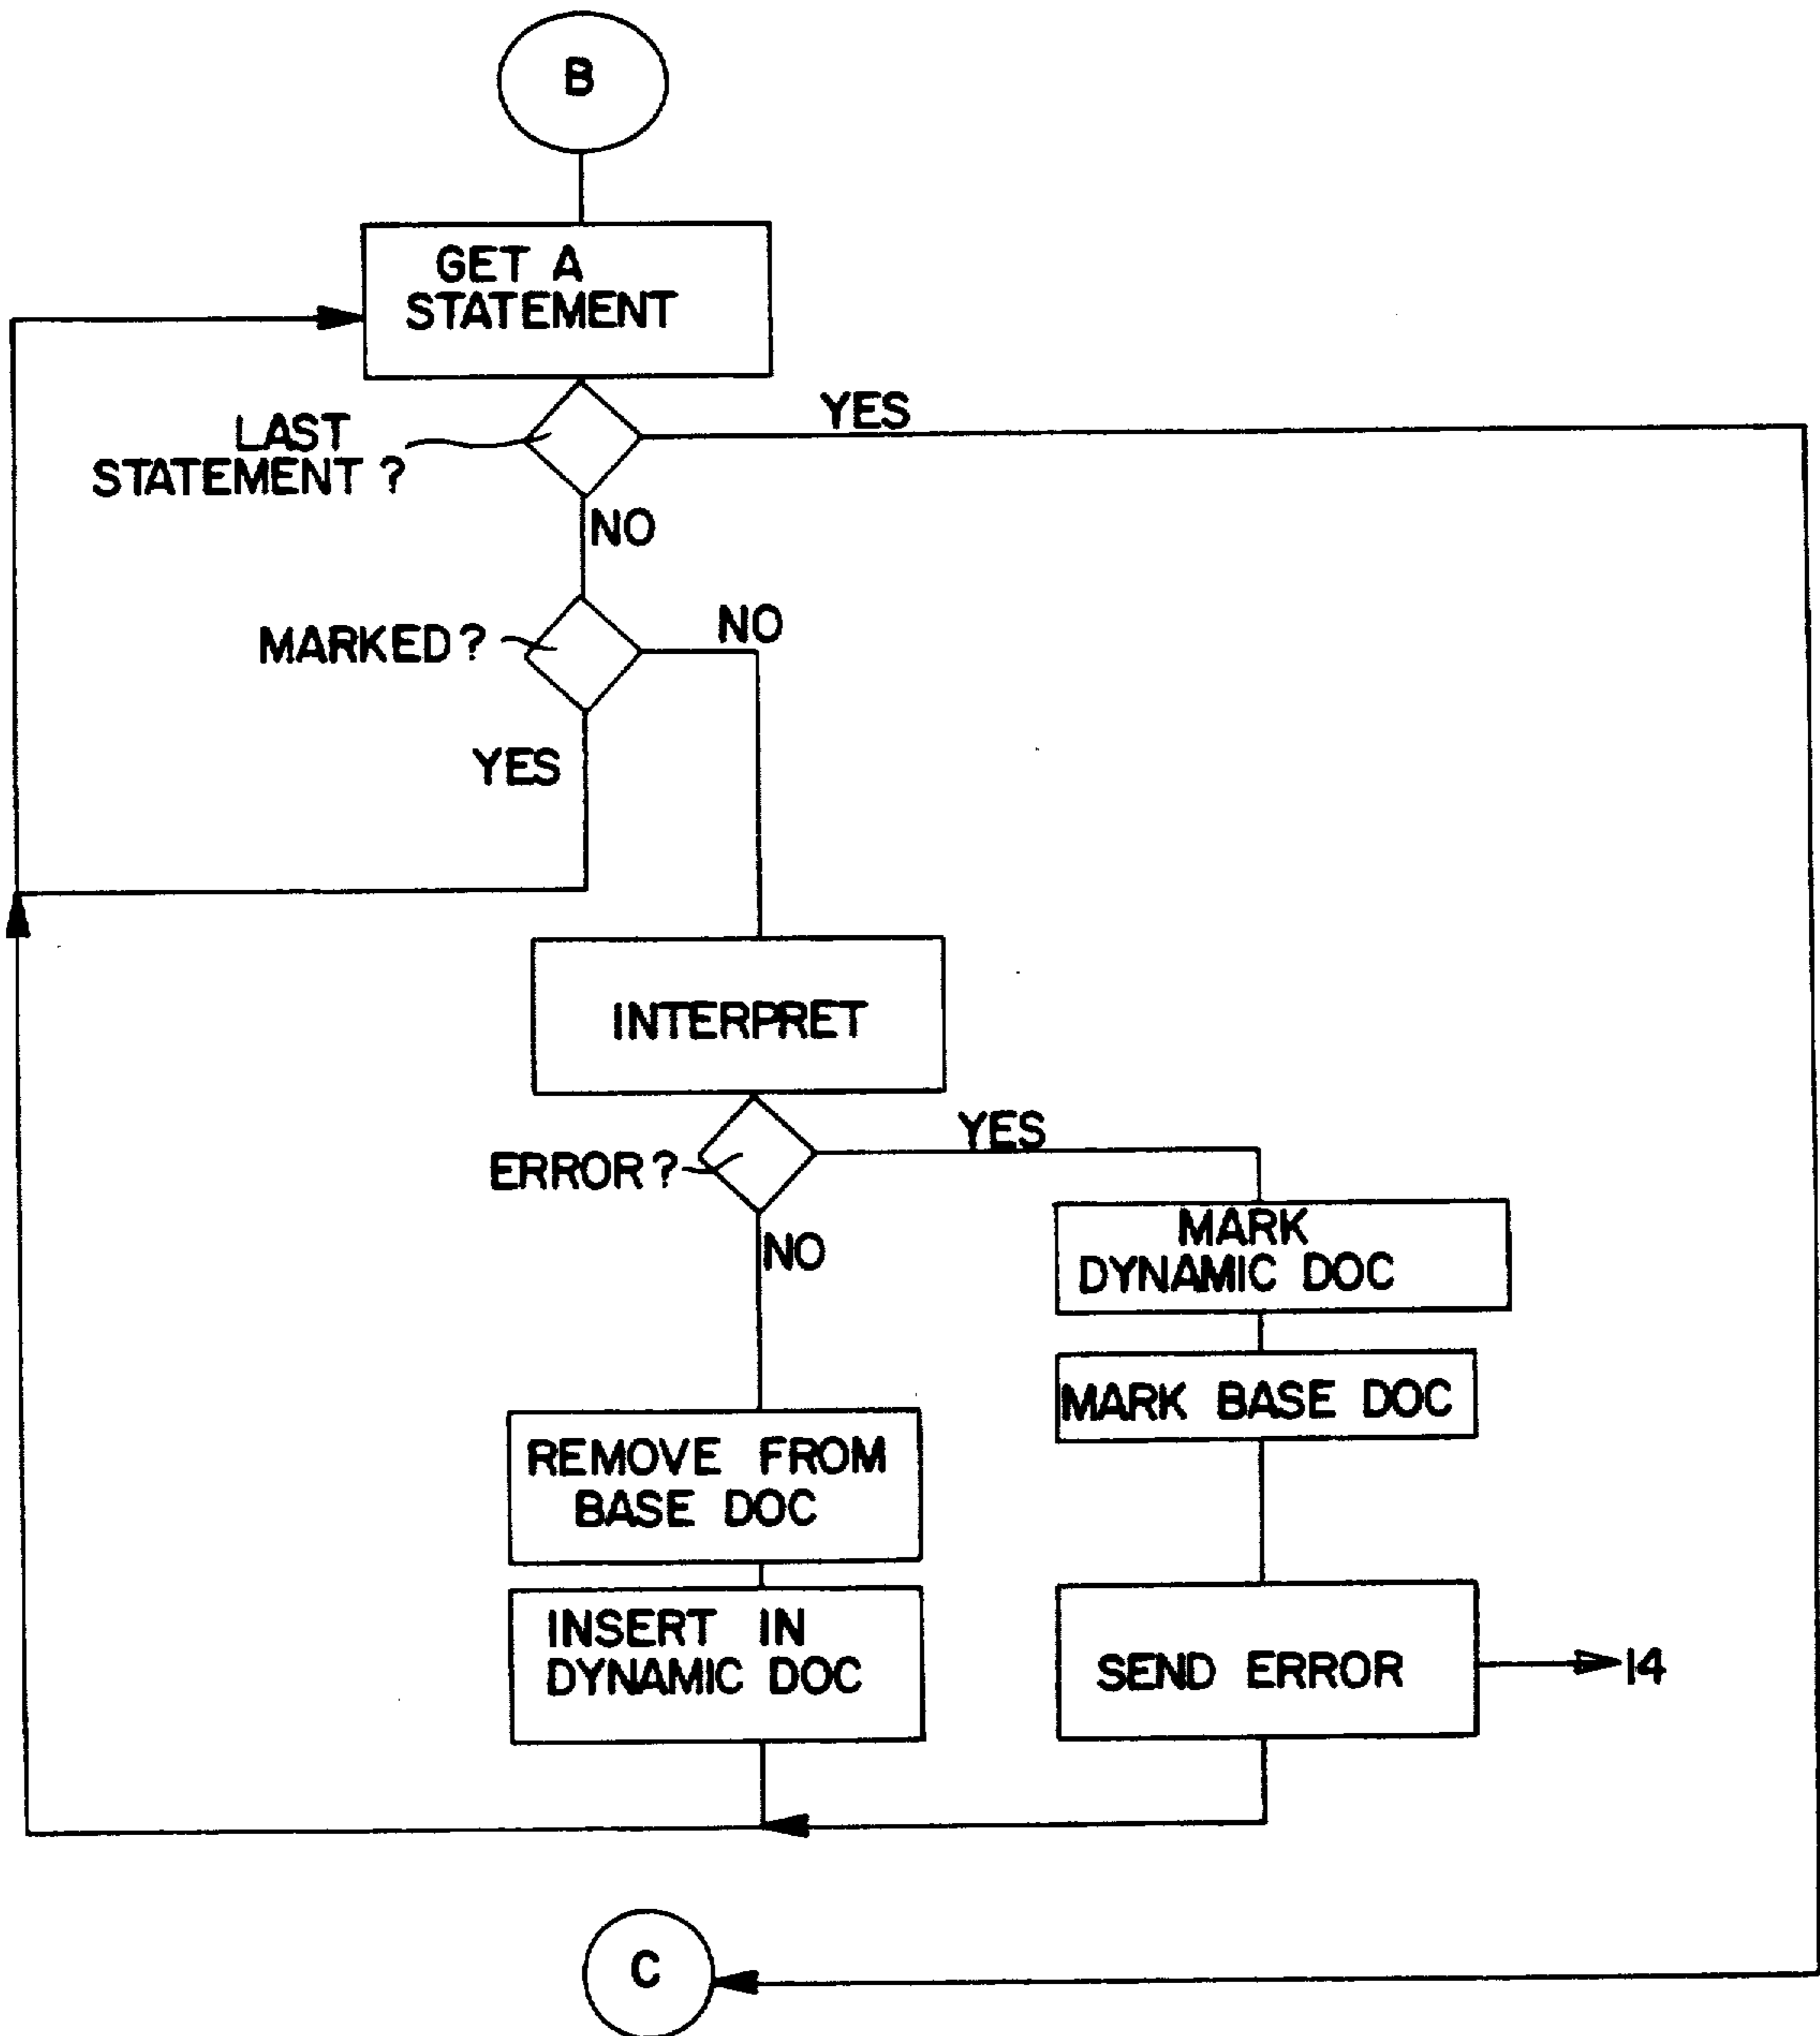 B
GET A
STATEMENT
YES
LAST
STATEMENT ?
NO
MARKED ?
NO
YES
INTERPRET
YES
ERROR ?
NO
MARK
DYNAMIC DOC
MARK BASE DOC
REMOVE FROM
BASE DOC
INSERT IN
DYNAMIC DOC
SEND ERROR
14
C